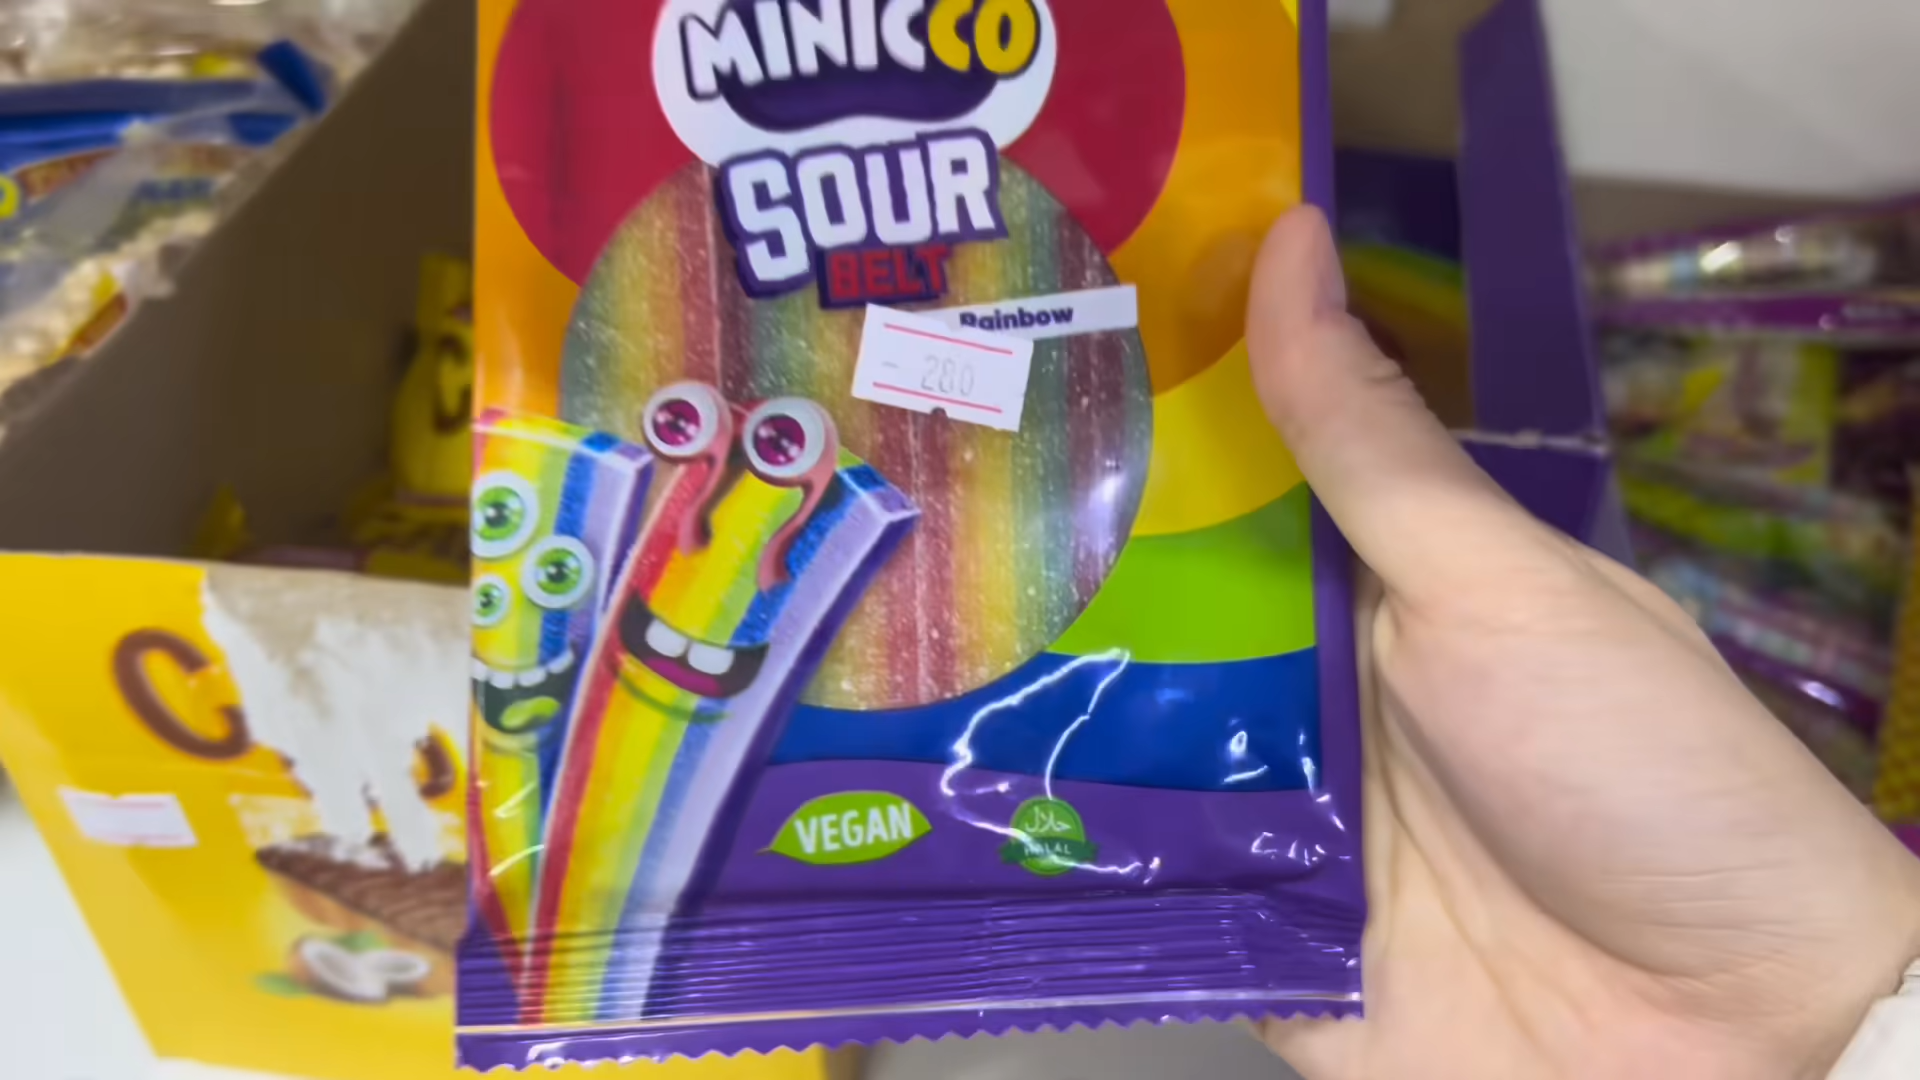 MINICCO
SOUR
BELT
Rainbow
- 280
VEGAN
حلال
HALAL